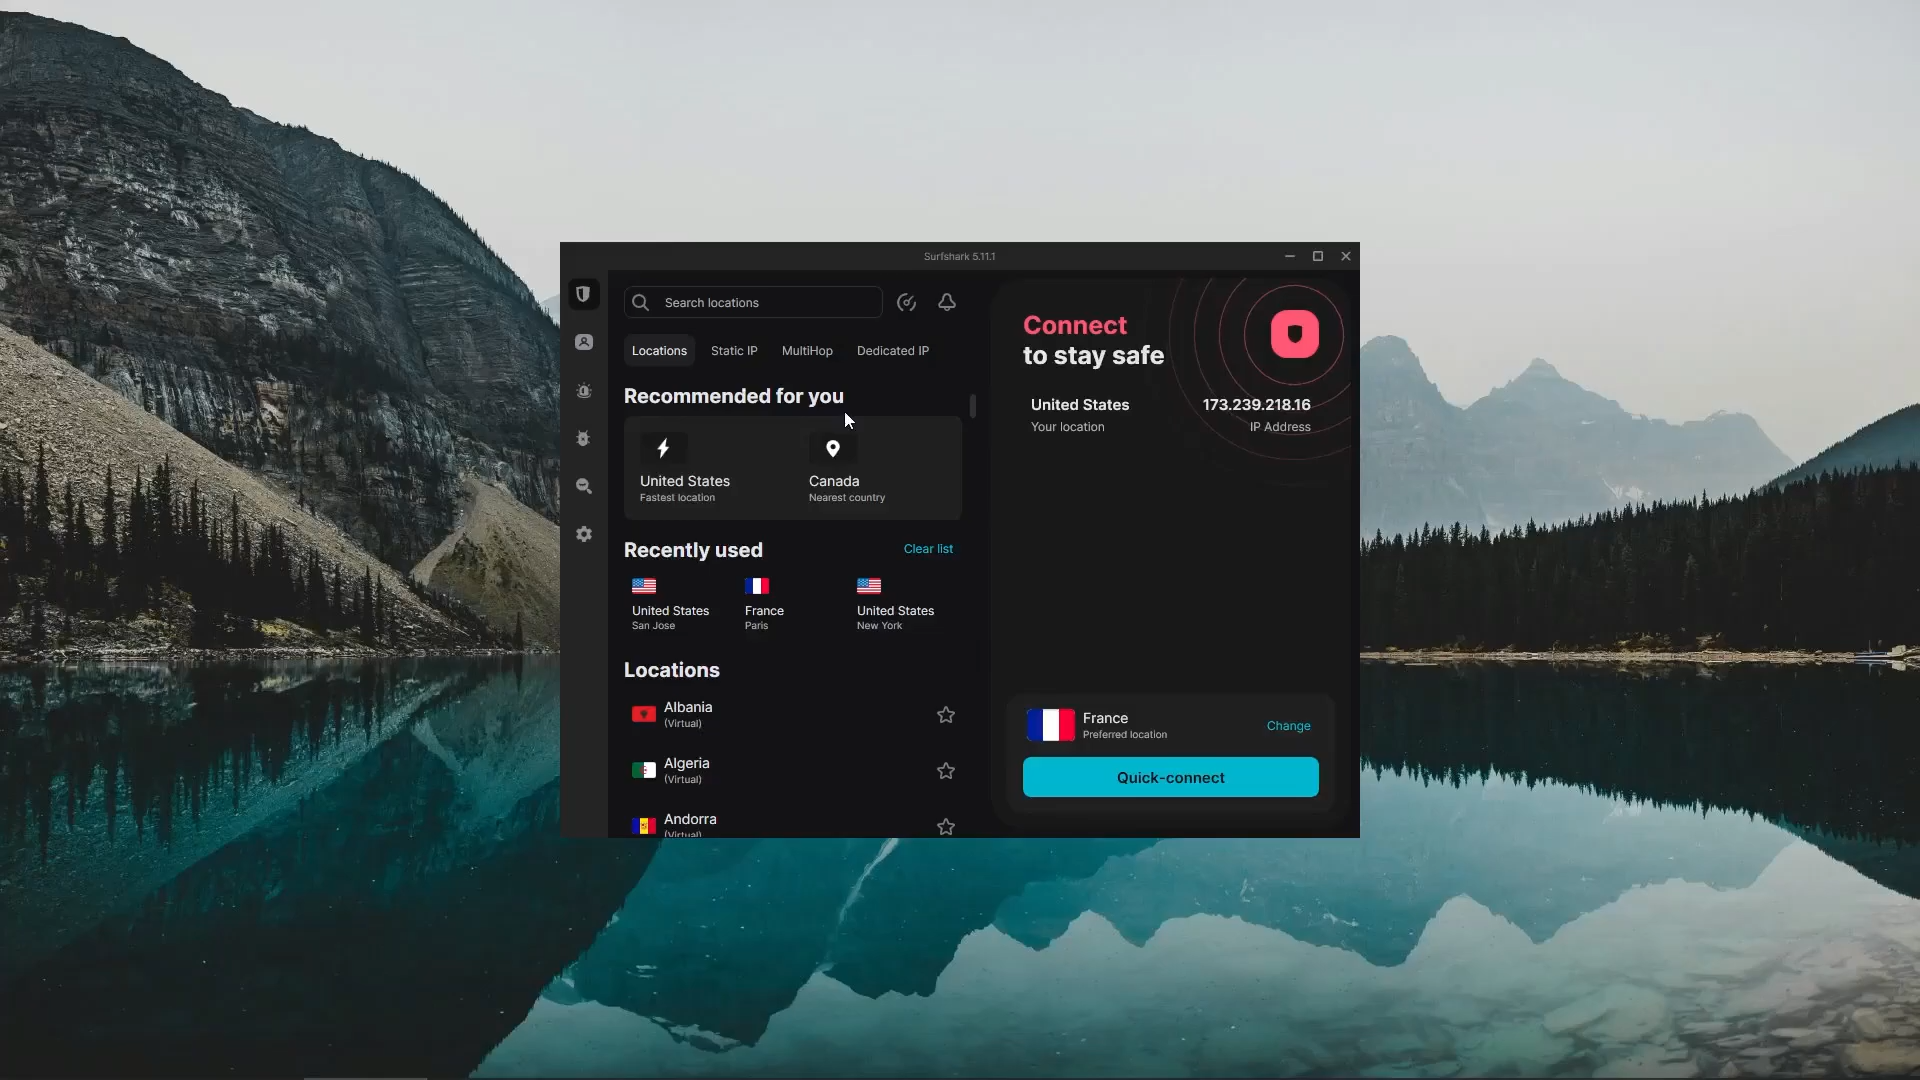 Surfshark 5.11.1
Search locations
Locations
Static IP
MultiHop
Dedicated IP
Recommended for you
United States
Fastest location
Canada
Nearest country
Recently used
Clear list
United States
San Jose
France
Paris
United States
New York
Locations
Albania
(Virtual)
Algeria
(Virtual)
Andorra
(Virtual)
Connect
to stay safe
United States
Your location
173.239.218.16
IP Address
France
Preferred location
Change
Quick-connect